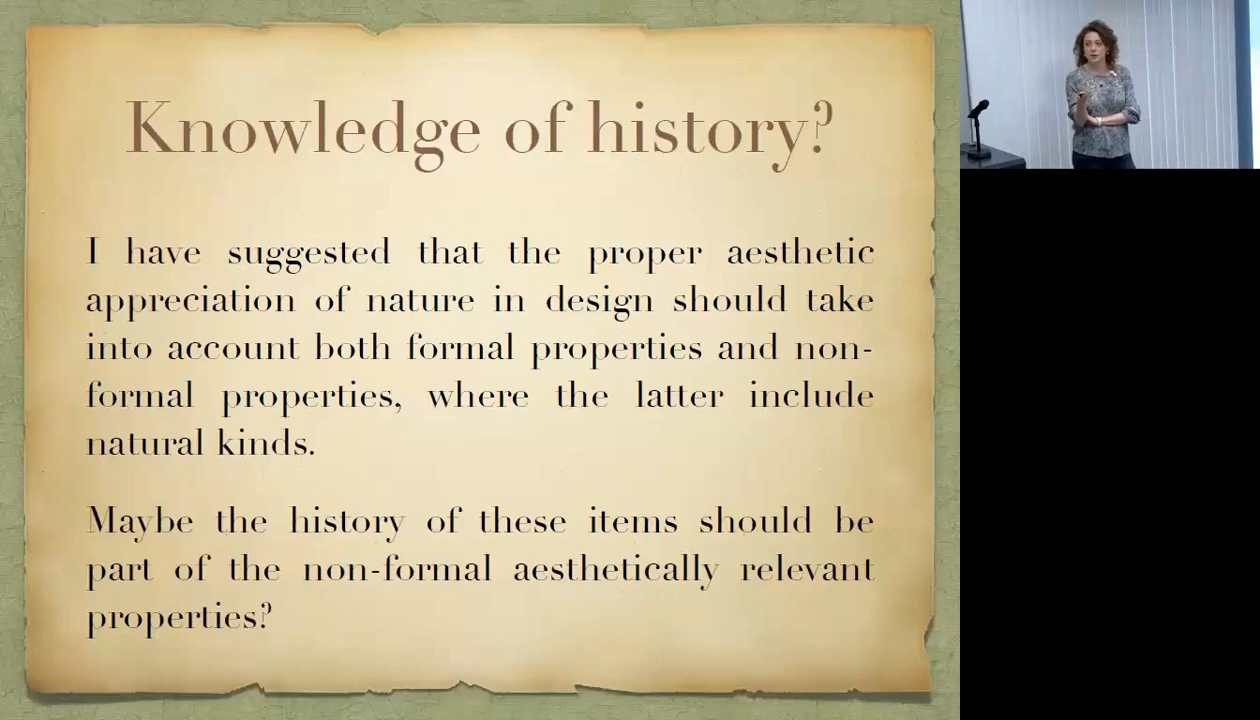 Knowledge of history?
I have suggested that the proper aesthetic
appreciation of nature in design should take
into account both formal properties and non-
formal properties, where the latter include
natural kinds.
Maybe the history of these items should be
part of the non-formal aesthetically relevant
properties?